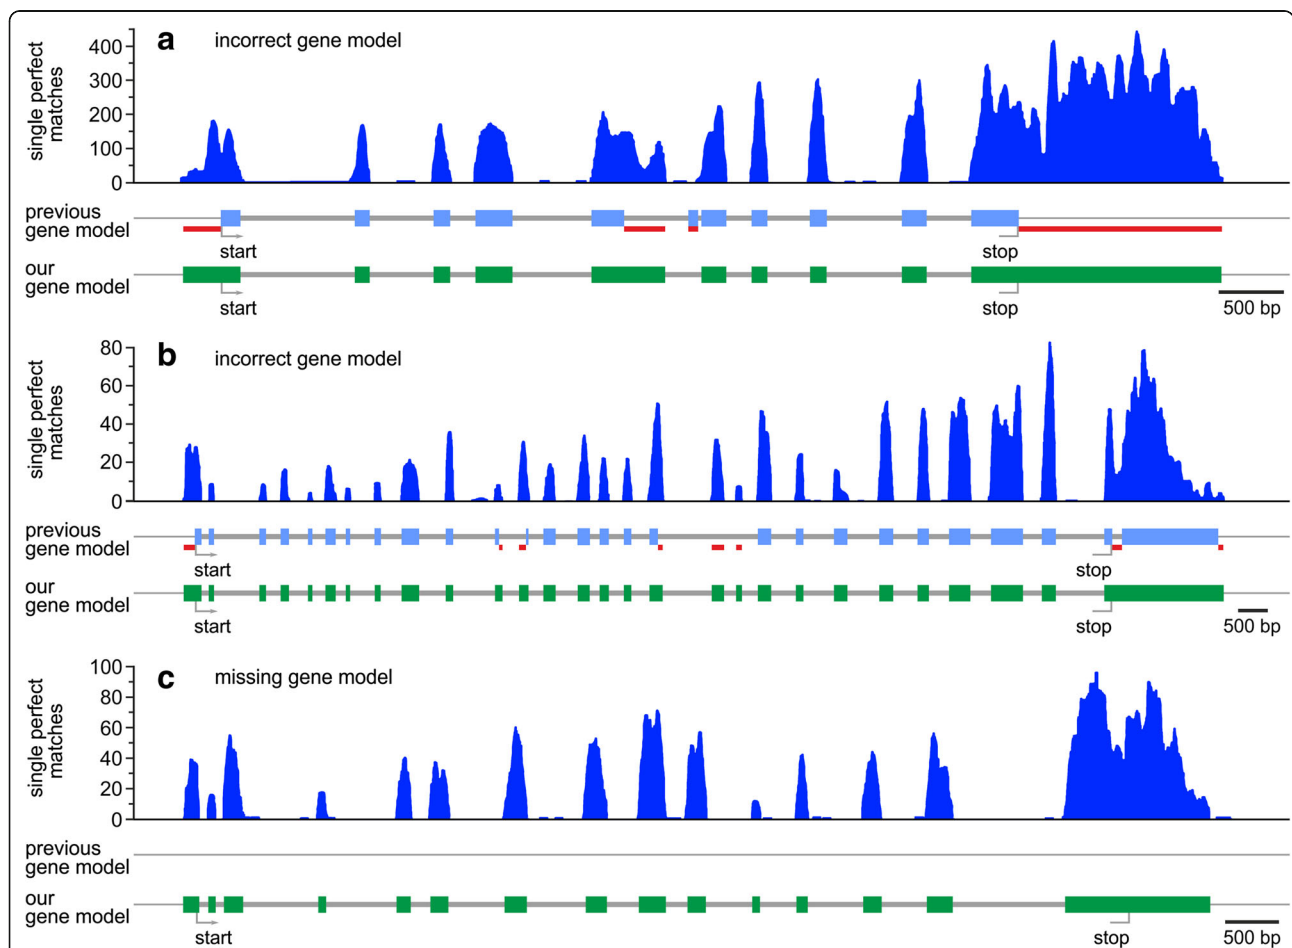 a incorrect gene model
single perfect
matches
400
300
200
100
0
previous
gene model
start
stop
our
gene model
start
stop
500 bp
b incorrect gene model
single perfect
matches
80
60
40
20
0
previous
gene model
start
stop
our
gene model
start
stop
500 bp
c missing gene model
single perfect
matches
100
80
60
40
20
0
previous
gene model
our
gene model
start
stop
500 bp